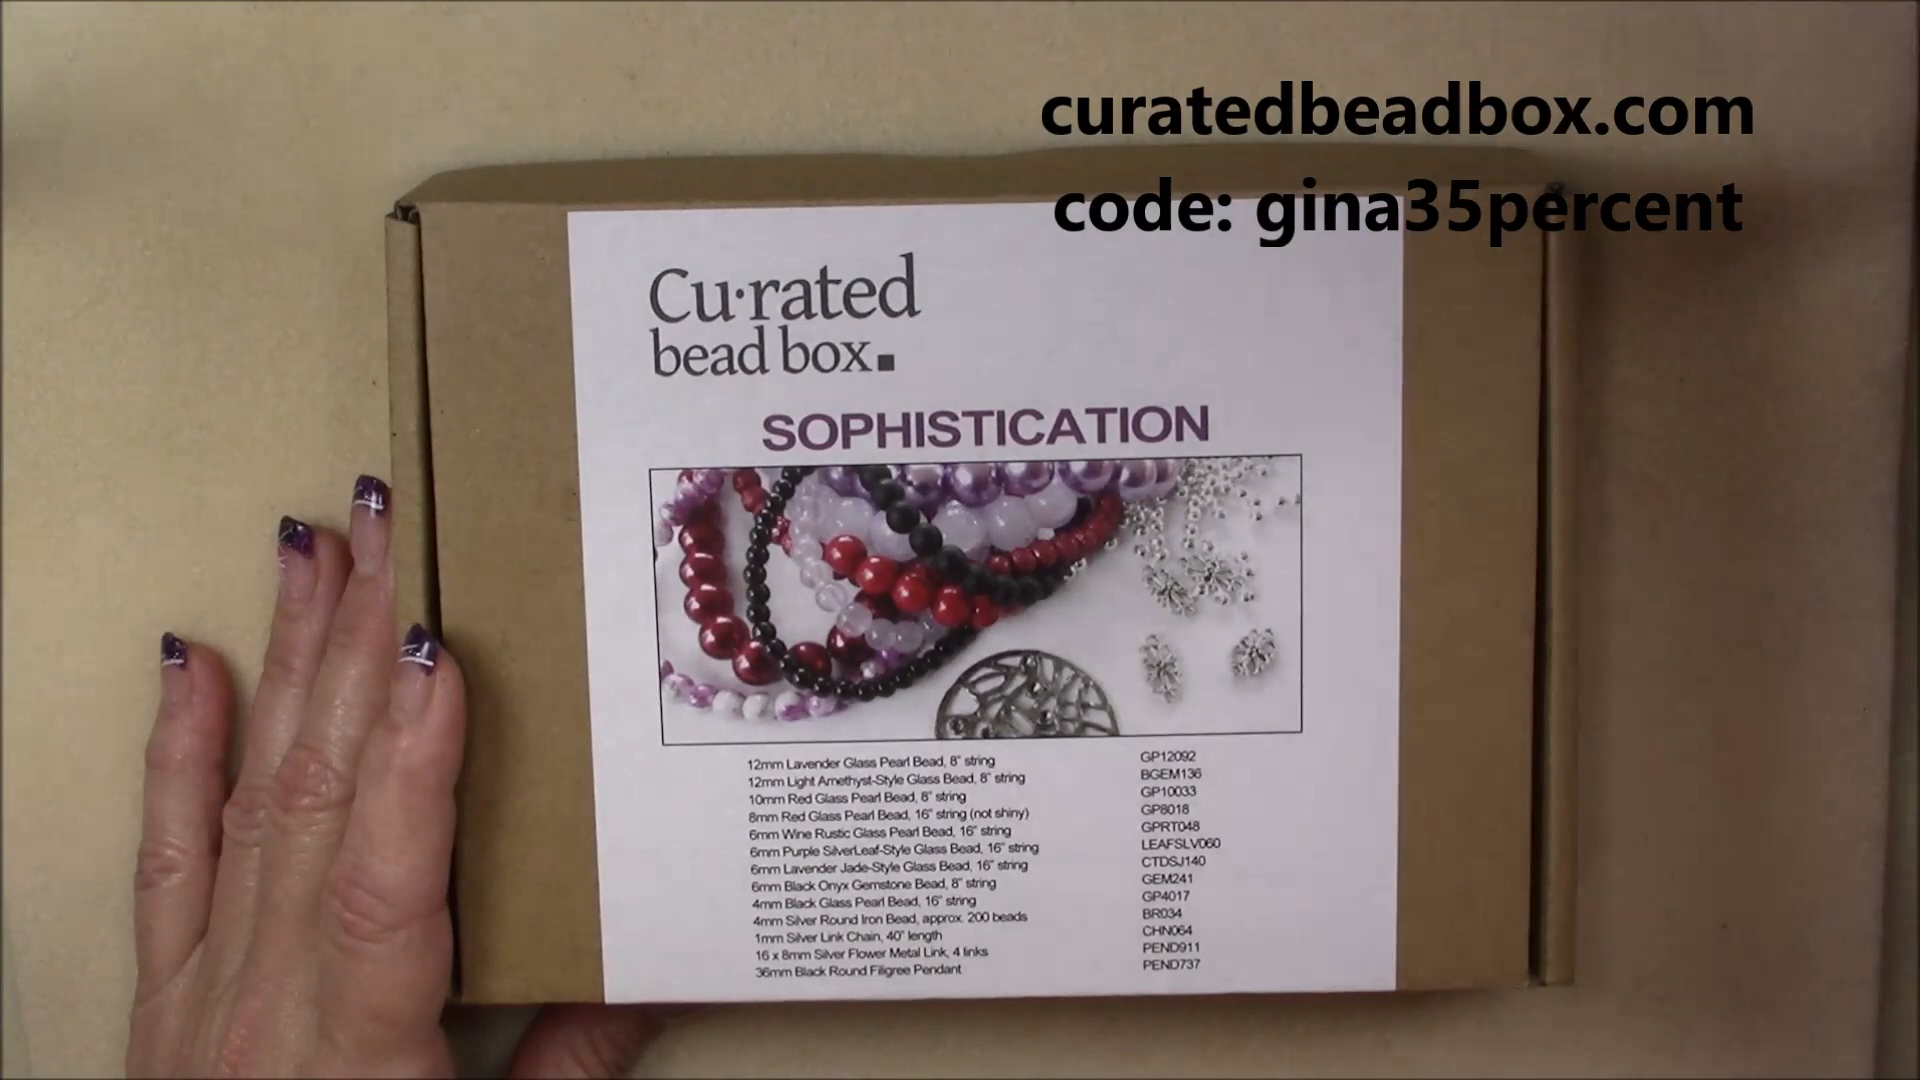 curatedbeadbox.com
code: gina35percent
Cu·rated
bead box.
SOPHISTICATION
12mm Lavender Glass Pearl Bead, 8" string GP12092
12mm Light Amethyst-Style Glass Bead, 8" string BGEM136
10mm Red Glass Pearl Bead, 8" string GP10033
8mm Red Glass Pearl Bead, 16" string (not shiny) GP8018
6mm Wine Rustic Glass Pearl Bead, 16" string GPRT048
6mm Purple SilverLeaf-Style Glass Bead, 16" string LEAFSLV060
6mm Lavender Jade-Style Glass Bead, 16" string CTDSJ140
6mm Black Onyx Gemstone Bead, 8" string GEM241
4mm Black Glass Pearl Bead, 16" string GP4017
4mm Silver Round Iron Bead, approx. 200 beads BR034
1mm Silver Link Chain, 40" length CHN064
16 x 8mm Silver Flower Metal Link, 4 links PEND911
36mm Black Round Filigree Pendant PEND737